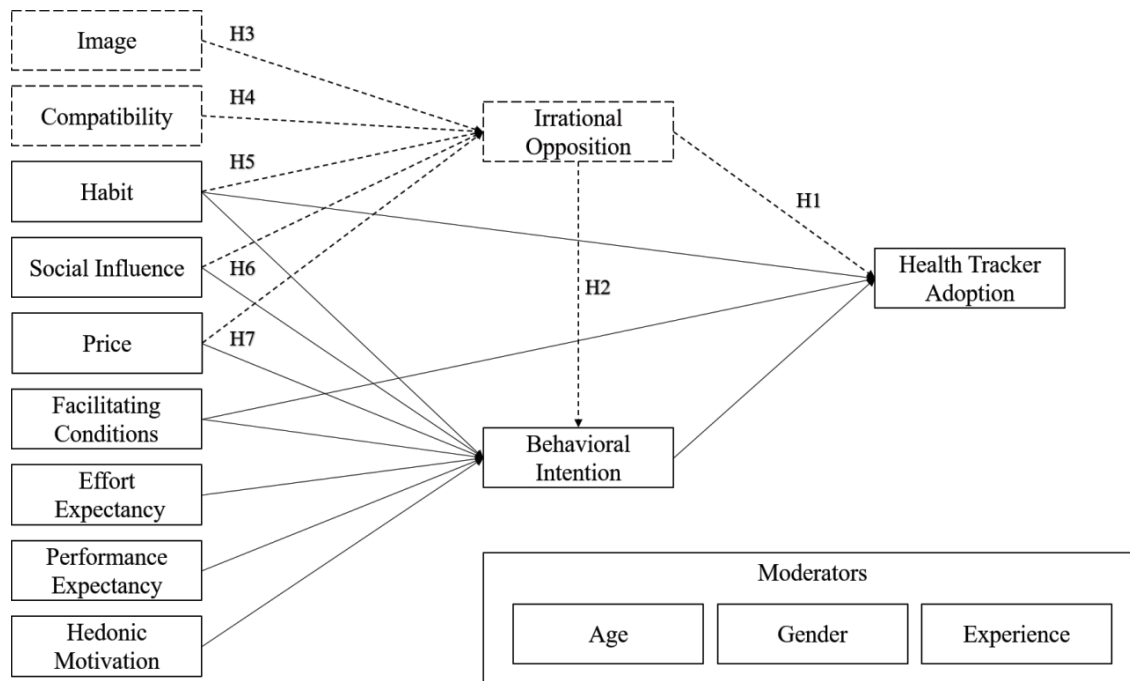 Image
H3
Compatibility
H4
Irrational
Opposition
Habit
H5
H1
Social Influence
H6
H2
Health Tracker
Adoption
Price
H7
Facilitating
Conditions
Behavioral
Intention
Effort
Expectancy
Performance
Expectancy
Hedonic
Motivation
Moderators
Age
Gender
Experience